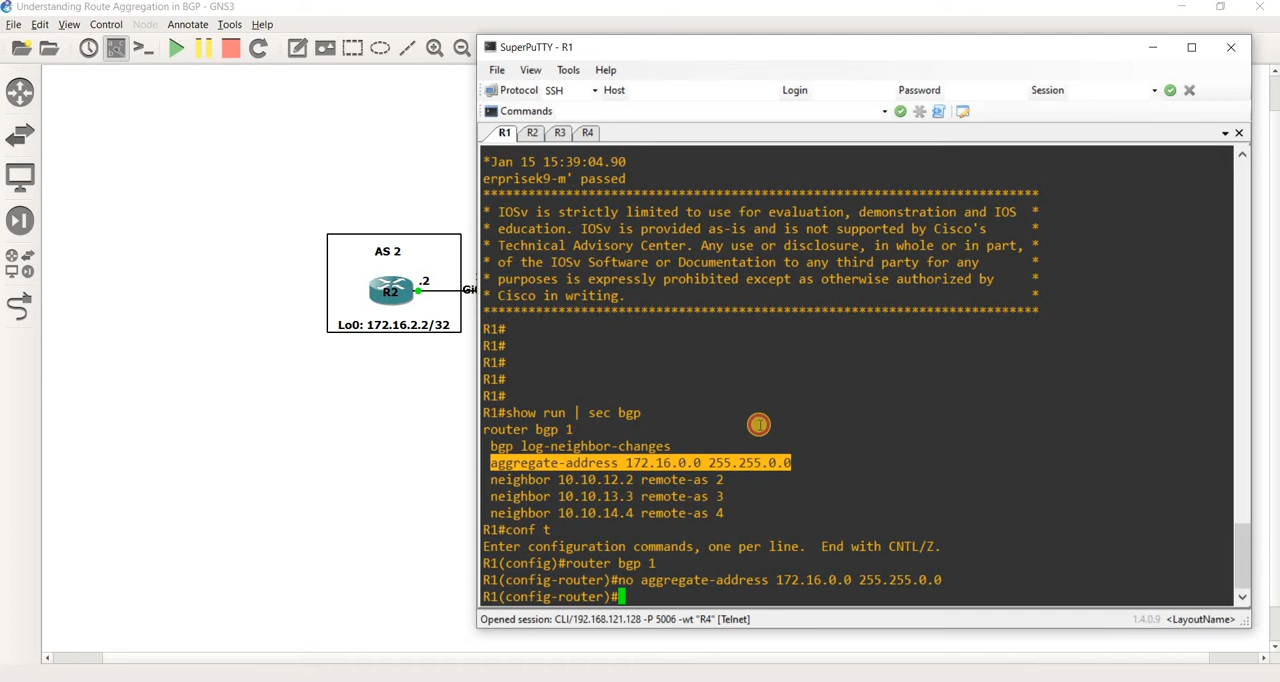 Understanding Route Aggregation in BGP - GNS3
File Edit View Control Node Annotate Tools Help
SuperPuTTY - R1
File View Tools Help
Protocol SSH Host Login Password Session
Commands
R1 R2 R3 R4
*Jan 15 15:39:04.90
erprisek9-m' passed
**************************************************************************
* IOSv is strictly limited to use for evaluation, demonstration and IOS *
* education. IOSv is provided as-is and is not supported by Cisco's *
* Technical Advisory Center. Any use or disclosure, in whole or in part, *
* of the IOSv Software or Documentation to any third party for any *
* purposes is expressly prohibited except as otherwise authorized by *
* Cisco in writing. *
**************************************************************************
R1#
R1#
R1#
R1#
R1#
R1#show run | sec bgp
router bgp 1
bgp log-neighbor-changes
aggregate-address 172.16.0.0 255.255.0.0
neighbor 10.10.12.2 remote-as 2
neighbor 10.10.13.3 remote-as 3
neighbor 10.10.14.4 remote-as 4
R1#conf t
Enter configuration commands, one per line. End with CNTL/Z.
R1(config)#router bgp 1
R1(config-router)#no aggregate-address 172.16.0.0 255.255.0.0
R1(config-router)#
Opened session: CLI/192.168.121.128 -P 5006 -wt "R4" [Telnet]
1.4.0.9 <LayoutName>
AS 2
.2
R2
Lo0: 172.16.2.2/32